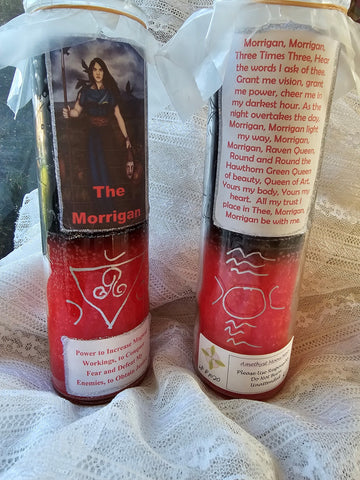 The
Morrigan
Power to Increase
Workings, to
Fear and Defeat
Enemies, to Obtain
Morrigan, Morrigan,
Three Times Three, Hear
the words I ask of thee.
Grant me vision, grant
me power, cheer me in
my darkest hour. As the
night overtakes the day,
Morrigan, Morrigan light
my way, Morrigan,
Morrigan, Raven Queen,
Round and Round the
Hawthorn Green Queen
of beauty, Queen of Art,
Yours my body, Yours my
heart. All my trust I
place in Thee, Morrigan,
Morrigan be with me.
Amethyst Moon
Please Use
Do Not
Unattended